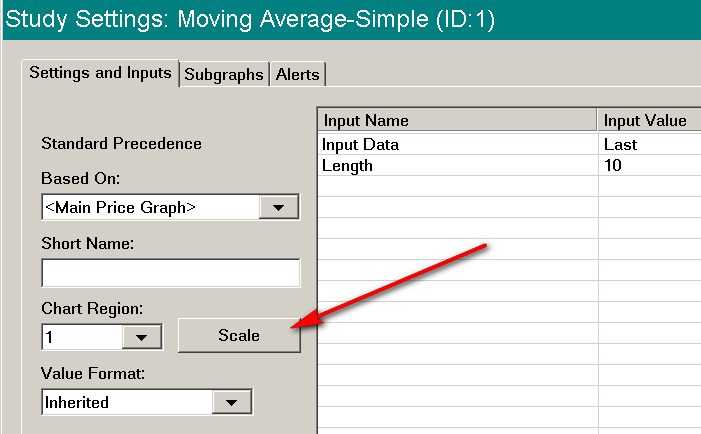 Study Settings: Moving Average-Simple (ID:1)
Settings and Inputs Subgraphs Alerts
Standard Precedence
Based On:
<Main Price Graph>
Short Name:
Chart Region:
1 Scale
Value Format:
Inherited
Input Name Input Value
Input Data Last
Length 10